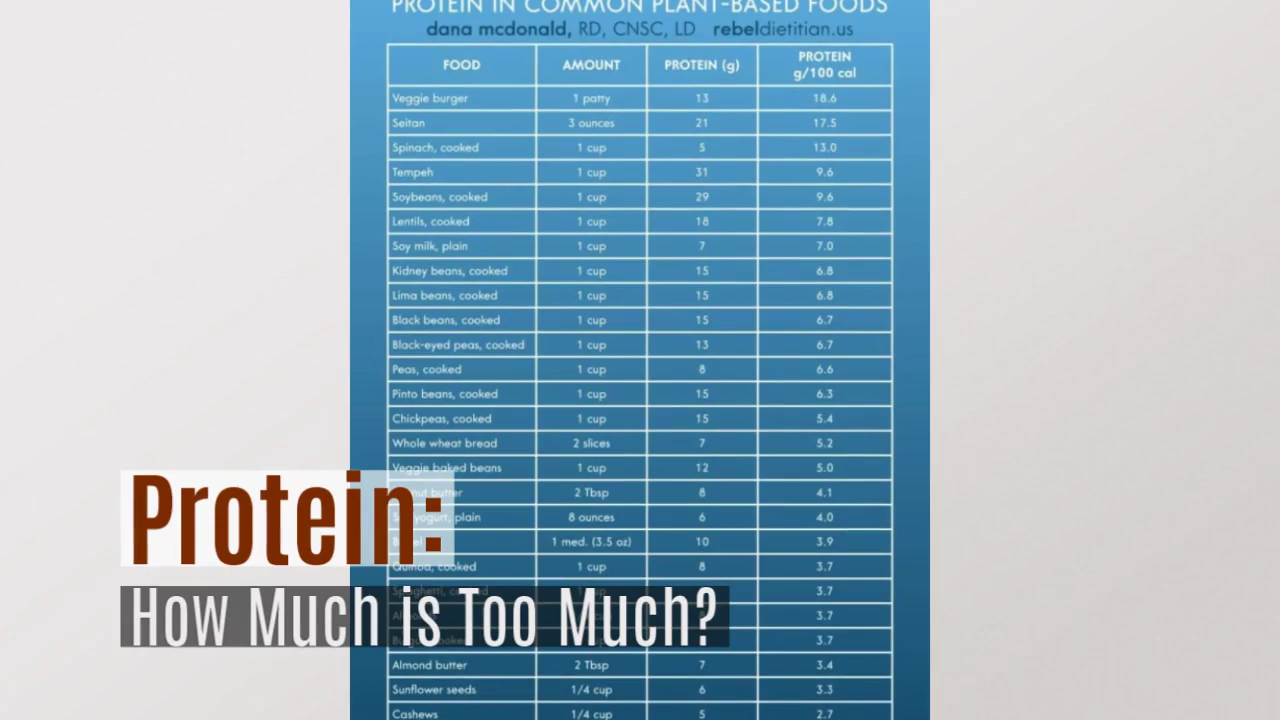 PROTEIN IN COMMON PLANT-BASED FOODS
dana mcdonald, RD, CNSC, LD rebeldietitian.us
FOOD AMOUNT PROTEIN (g) PROTEIN g/100 cal
Veggie burger 1 patty 13 18.6
Seitan 3 ounces 21 17.5
Spinach, cooked 1 cup 5 13.0
Tempeh 1 cup 31 9.6
Soybeans, cooked 1 cup 29 9.6
Lentils, cooked 1 cup 18 7.8
Soy milk, plain 1 cup 7 7.0
Kidney beans, cooked 1 cup 15 6.8
Lima beans, cooked 1 cup 15 6.8
Black beans, cooked 1 cup 15 6.7
Black-eyed peas, cooked 1 cup 13 6.7
Peas, cooked 1 cup 8 6.6
Pinto beans, cooked 1 cup 15 6.3
Chickpeas, cooked 1 cup 15 5.4
Whole wheat bread 2 slices 7 5.2
Veggie baked beans 1 cup 12 5.0
butter 2 Tbsp 8 4.1
yogurt, plain 8 ounces 6 4.0
1 med. (3.5 oz) 10 3.9
Quinoa, cooked 1 cup 8 3.7
3.7
3.7
3.7
Almond butter 2 Tbsp 7 3.4
Sunflower seeds 1/4 cup 6 3.3
Cashews 1/4 cup 5 2.7
Protein:
How Much is Too Much?